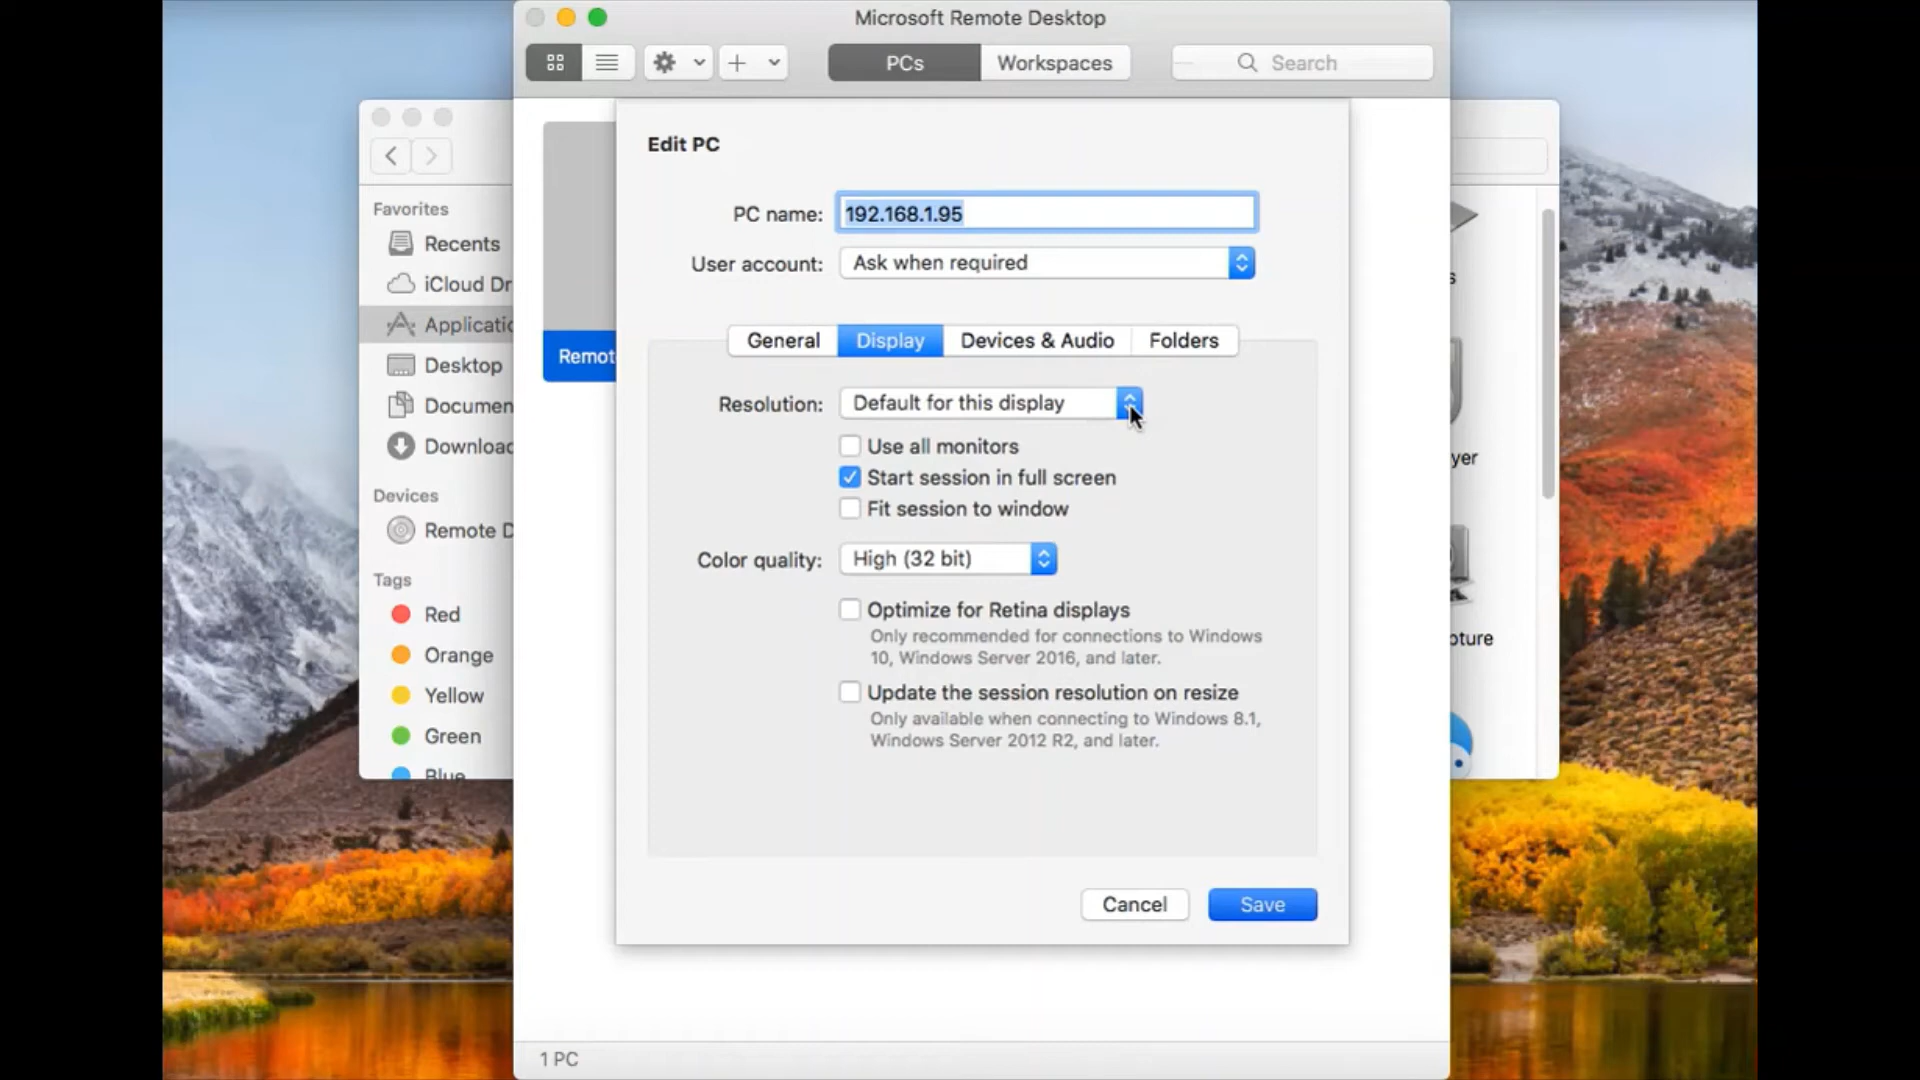 Microsoft Remote Desktop
PCs
Workspaces
Search
Edit PC
PC name: 192.168.1.95
User account: Ask when required
General
Display
Devices & Audio
Folders
Resolution: Default for this display
Use all monitors
Start session in full screen
Fit session to window
Color quality: High (32 bit)
Optimize for Retina displays
Only recommended for connections to Windows
10, Windows Server 2016, and later.
Update the session resolution on resize
Only available when connecting to Windows 8.1,
Windows Server 2012 R2, and later.
Cancel
Save
1 PC
Favorites
Recents
iCloud Dr
Applicatic
Desktop
Documen
Download
Devices
Remote D
Tags
Red
Orange
Yellow
Green
Blue
Remot
s
yer
pture